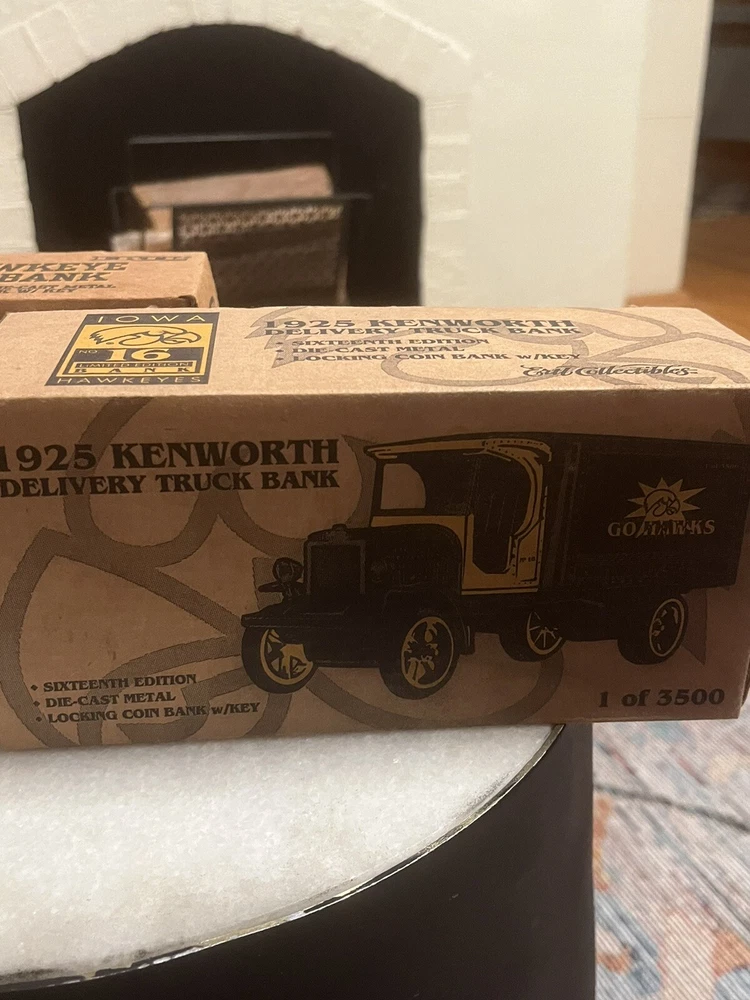 WKEYE
BANK
IOWA
NO. 16
LIMITED EDITION
BANK
HAWKEYES
1925 KENWORTH
DELIVERY TRUCK BANK
• SIXTEENTH EDITION
• DIE-CAST METAL
• LOCKING COIN BANK w/KEY
Ertl Collectibles
1925 KENWORTH
DELIVERY TRUCK BANK
GO HAWKS
• SIXTEENTH EDITION
• DIE-CAST METAL
• LOCKING COIN BANK w/KEY
1 of 3500